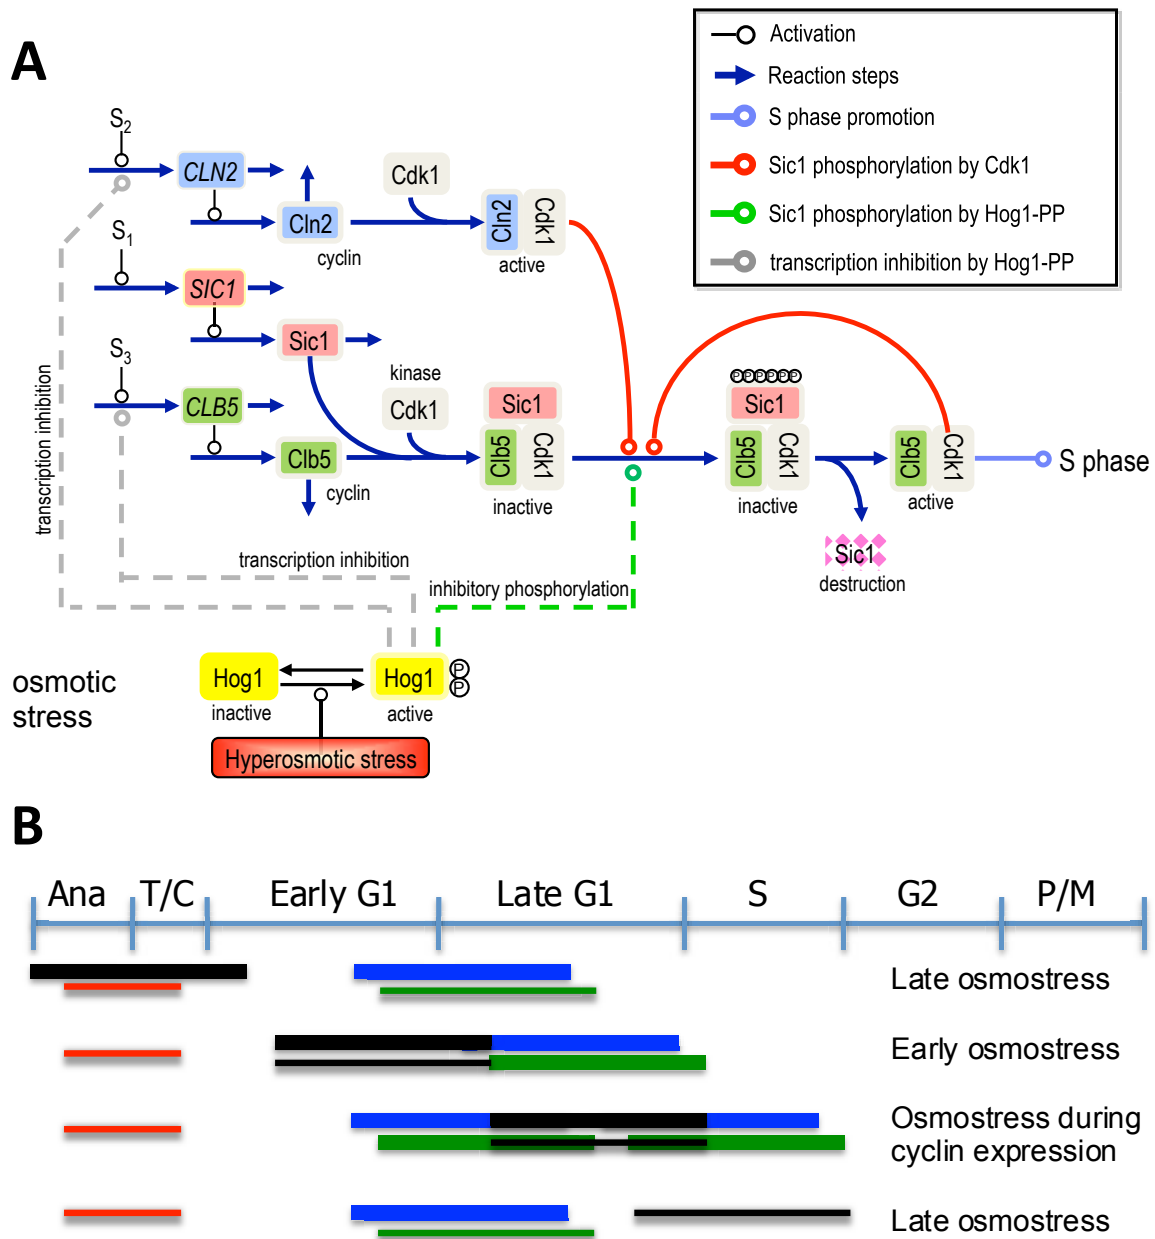 A
Activation
Reaction steps
S phase promotion
Sic1 phosphorylation by Cdk1
Sic1 phosphorylation by Hog1-PP
transcription inhibition by Hog1-PP
S2
CLN2
Cdk1
Cln2
cyclin
Cln2
Cdk1
active
S1
SIC1
Sic1
S3
kinase
CLB5
Cdk1
Clb5
cyclin
Sic1
Clb5
Cdk1
inactive
PPPPPP
Sic1
Clb5
Cdk1
inactive
Clb5
Cdk1
active
S phase
Sic1
destruction
transcription inhibition
transcription inhibition
inhibitory phosphorylation
osmotic
stress
Hog1
inactive
Hog1
P
P
active
Hyperosmotic stress
B
Ana T/C Early G1 Late G1 S G2 P/M
Late osmostress
Early osmostress
Osmostress during
cyclin expression
Late osmostress